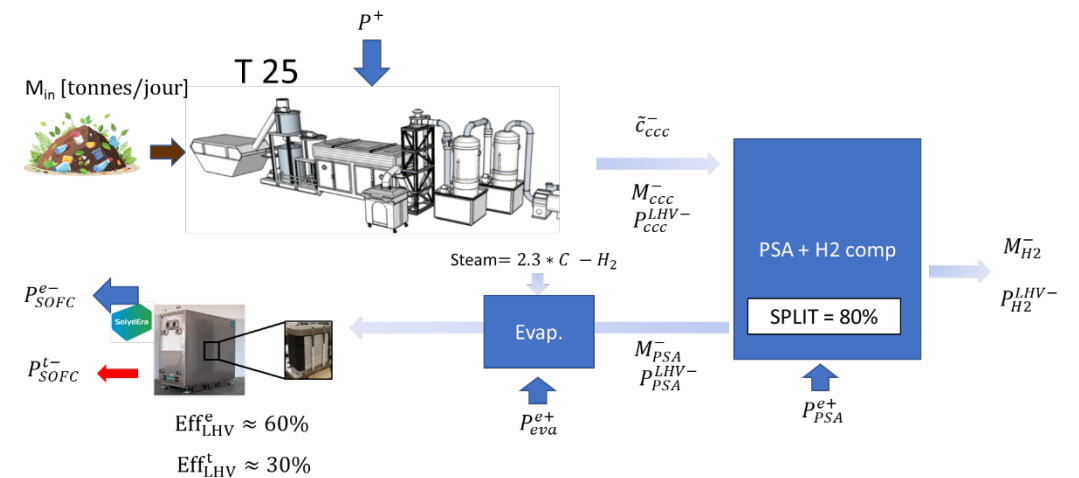 P⁺
T 25
M_in [tonnes/jour]
c̃_ccc⁻
M_ccc⁻
P_ccc^LHV−
PSA + H2 comp
SPLIT = 80%
M_H2⁻
P_H2^LHV−
Steam= 2.3 * C − H₂
Evap.
M_PSA⁻
P_PSA^LHV−
P_SOFC^e−
SolydEra
P_SOFC^t−
P_eva^e+
P_PSA^e+
Eff_LHV^e ≈ 60%
Eff_LHV^t ≈ 30%